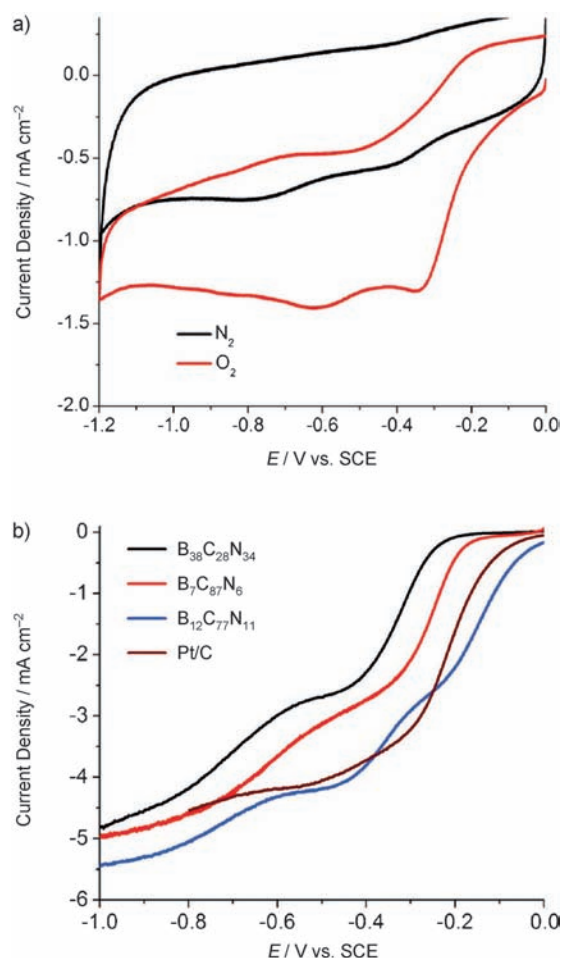 a)
0.0
-0.5
-1.0
-1.5
-2.0
Current Density / mA cm⁻²
N₂
O₂
-1.2 -1.0 -0.8 -0.6 -0.4 -0.2 0.0
E / V vs. SCE
b)
0
-1
-2
-3
-4
-5
-6
Current Density / mA cm⁻²
B₃₈C₂₈N₃₄
B₇C₈₇N₆
B₁₂C₇₇N₁₁
Pt/C
-1.0 -0.8 -0.6 -0.4 -0.2 0.0
E / V vs. SCE